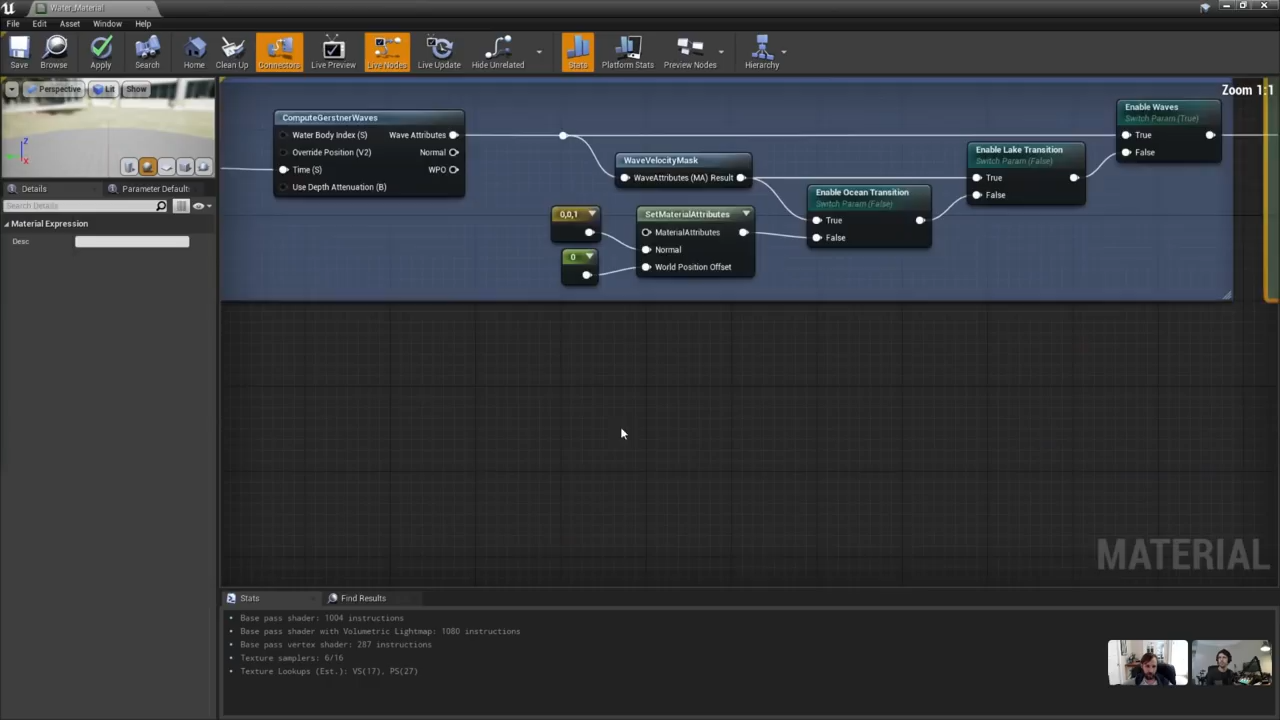 Water_Material
File Edit Asset Window Help
Save Browse Apply Search Home Clean Up Connectors Live Preview Live Nodes Live Update Hide Unrelated Stats Platform Stats Preview Nodes Hierarchy
Perspective Lit Show
Zoom 1:1
Z
X
Details
Parameter Default
Search Details
Material Expression
Desc
ComputeGerstnerWaves
Water Body Index (S) Wave Attributes
Override Position (V2) Normal
Time (S) WPO
Use Depth Attenuation (B)
WaveVelocityMask
WaveAttributes (MA) Result
0,0,1
0
SetMaterialAttributes
MaterialAttributes
Normal
World Position Offset
Enable Ocean Transition
Switch Param (False)
True
False
Enable Lake Transition
Switch Param (False)
True
False
Enable Waves
Switch Param (True)
True
False
MATERIAL
Stats
Find Results
Base pass shader: 1004 instructions
Base pass shader with Volumetric Lightmap: 1080 instructions
Base pass vertex shader: 287 instructions
Texture samplers: 6/16
Texture Lookups (Est.): VS(17), PS(27)